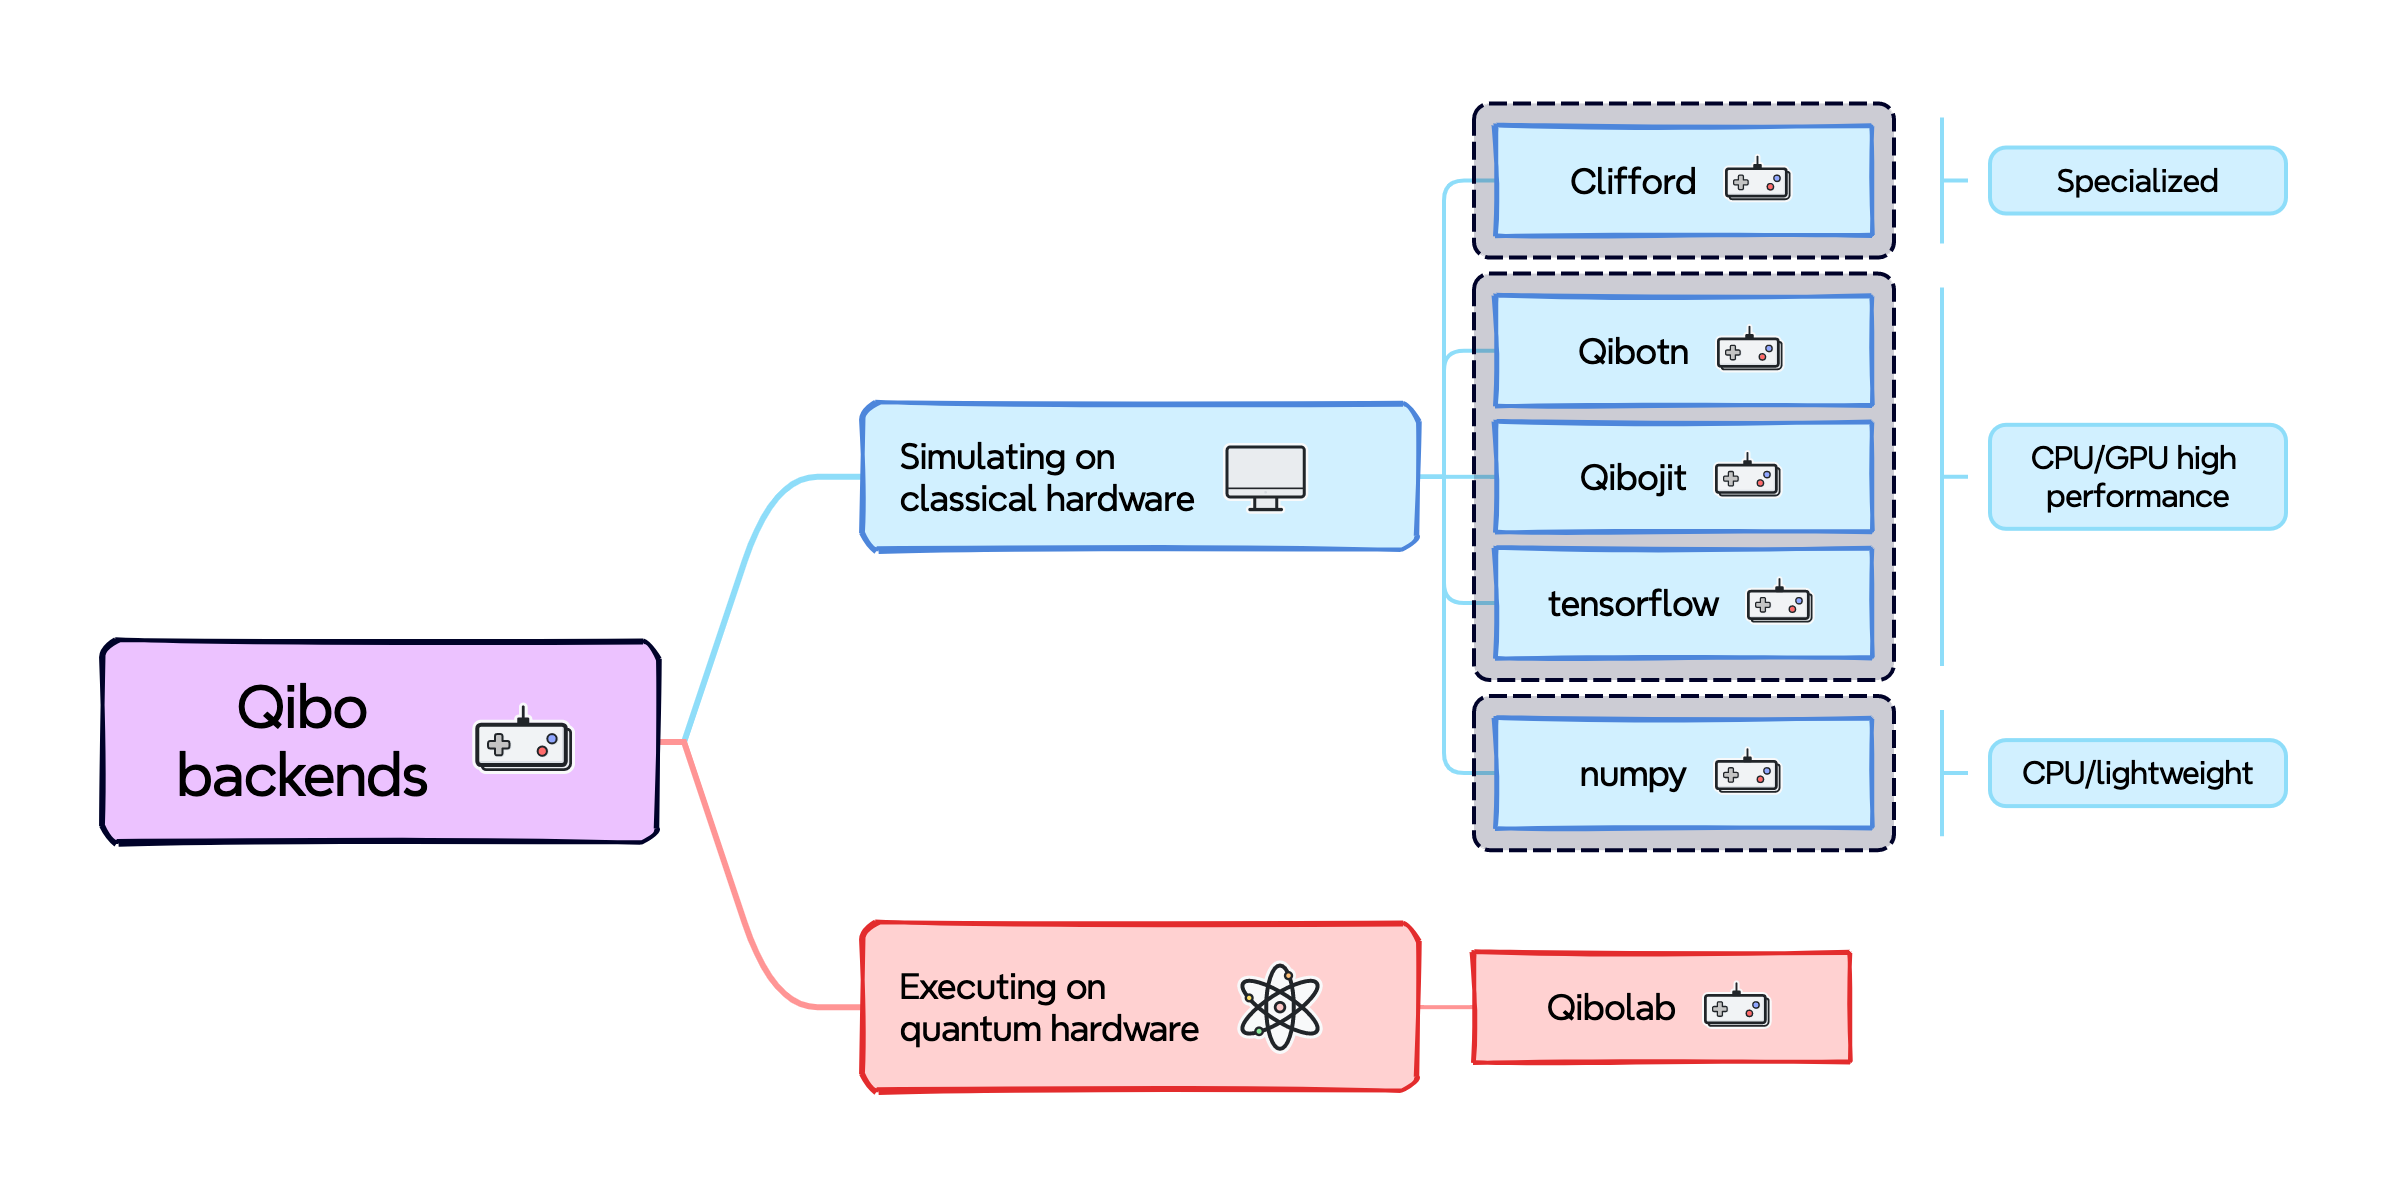 Qibo
backends
Simulating on
classical hardware
Clifford
Specialized
Qibotn
Qibojit
tensorflow
CPU/GPU high
performance
numpy
CPU/lightweight
Executing on
quantum hardware
Qibolab